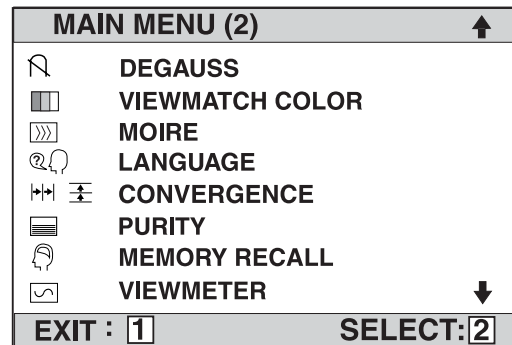 MAIN MENU (2)
DEGAUSS
VIEWMATCH COLOR
MOIRE
LANGUAGE
CONVERGENCE
PURITY
MEMORY RECALL
VIEWMETER
EXIT : 1 SELECT: 2